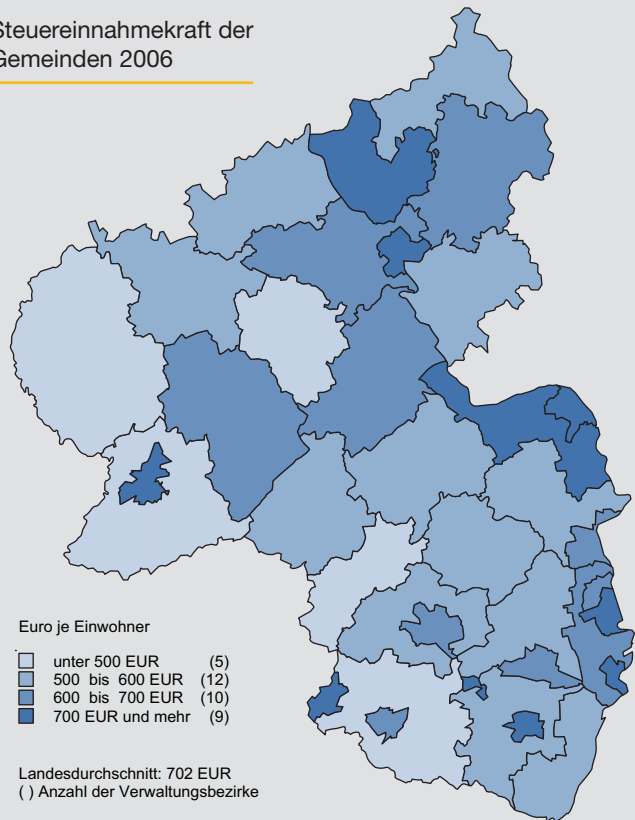 Steuereinnahmekraft der
Gemeinden 2006
Euro je Einwohner
unter 500 EUR (5)
500 bis 600 EUR (12)
600 bis 700 EUR (10)
700 EUR und mehr (9)
Landesdurchschnitt: 702 EUR
( ) Anzahl der Verwaltungsbezirke